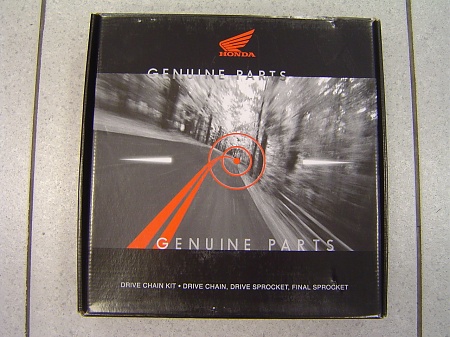 HONDA
GENUINE PARTS
GENUINE PARTS
DRIVE CHAIN KIT • DRIVE CHAIN, DRIVE SPROCKET, FINAL SPROCKET